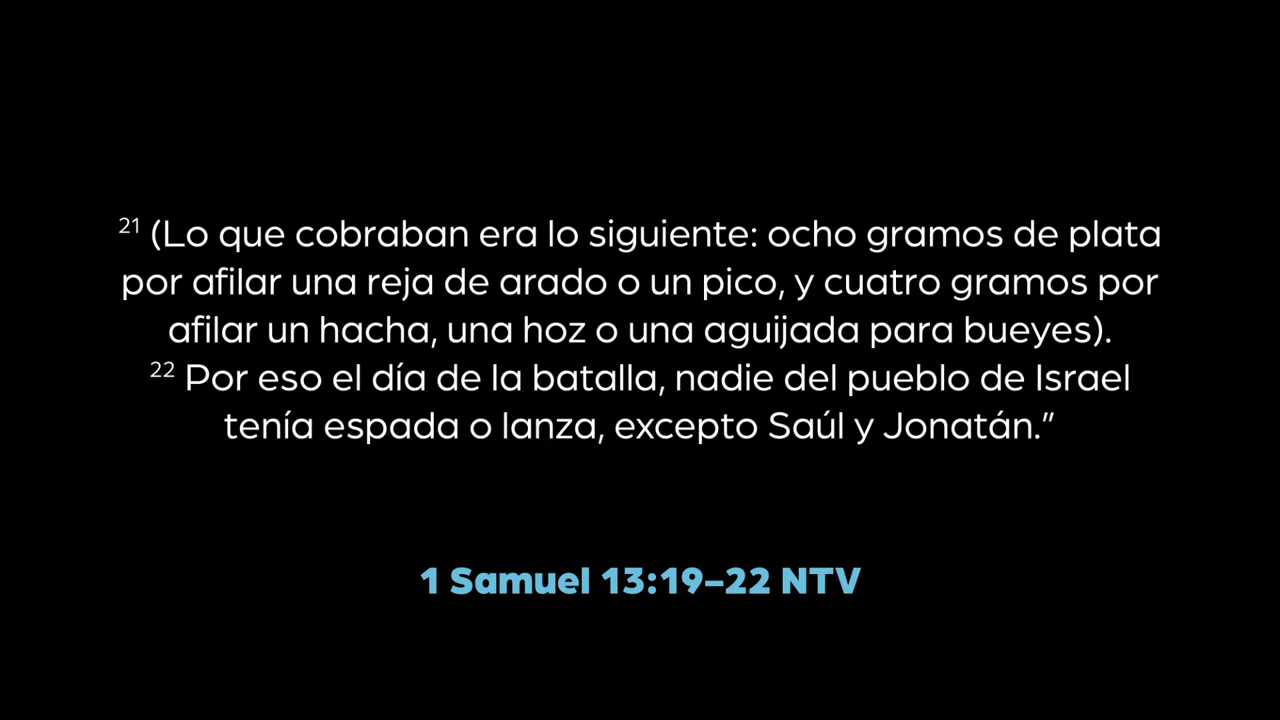 21 (Lo que cobraban era lo siguiente: ocho gramos de plata
por afilar una reja de arado o un pico, y cuatro gramos por
afilar un hacha, una hoz o una aguijada para bueyes).
22 Por eso el día de la batalla, nadie del pueblo de Israel
tenía espada o lanza, excepto Saúl y Jonatán.”
1 Samuel 13:19–22 NTV